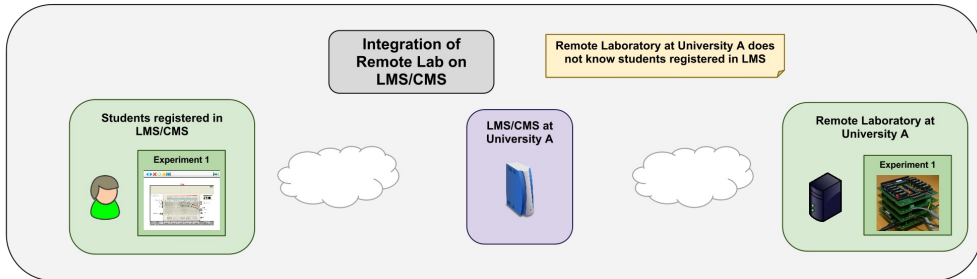 Integration of
Remote Lab on
LMS/CMS
Remote Laboratory at University A does
not know students registered in LMS
Students registered in
LMS/CMS
Experiment 1
LMS/CMS at
University A
Remote Laboratory at
University A
Experiment 1